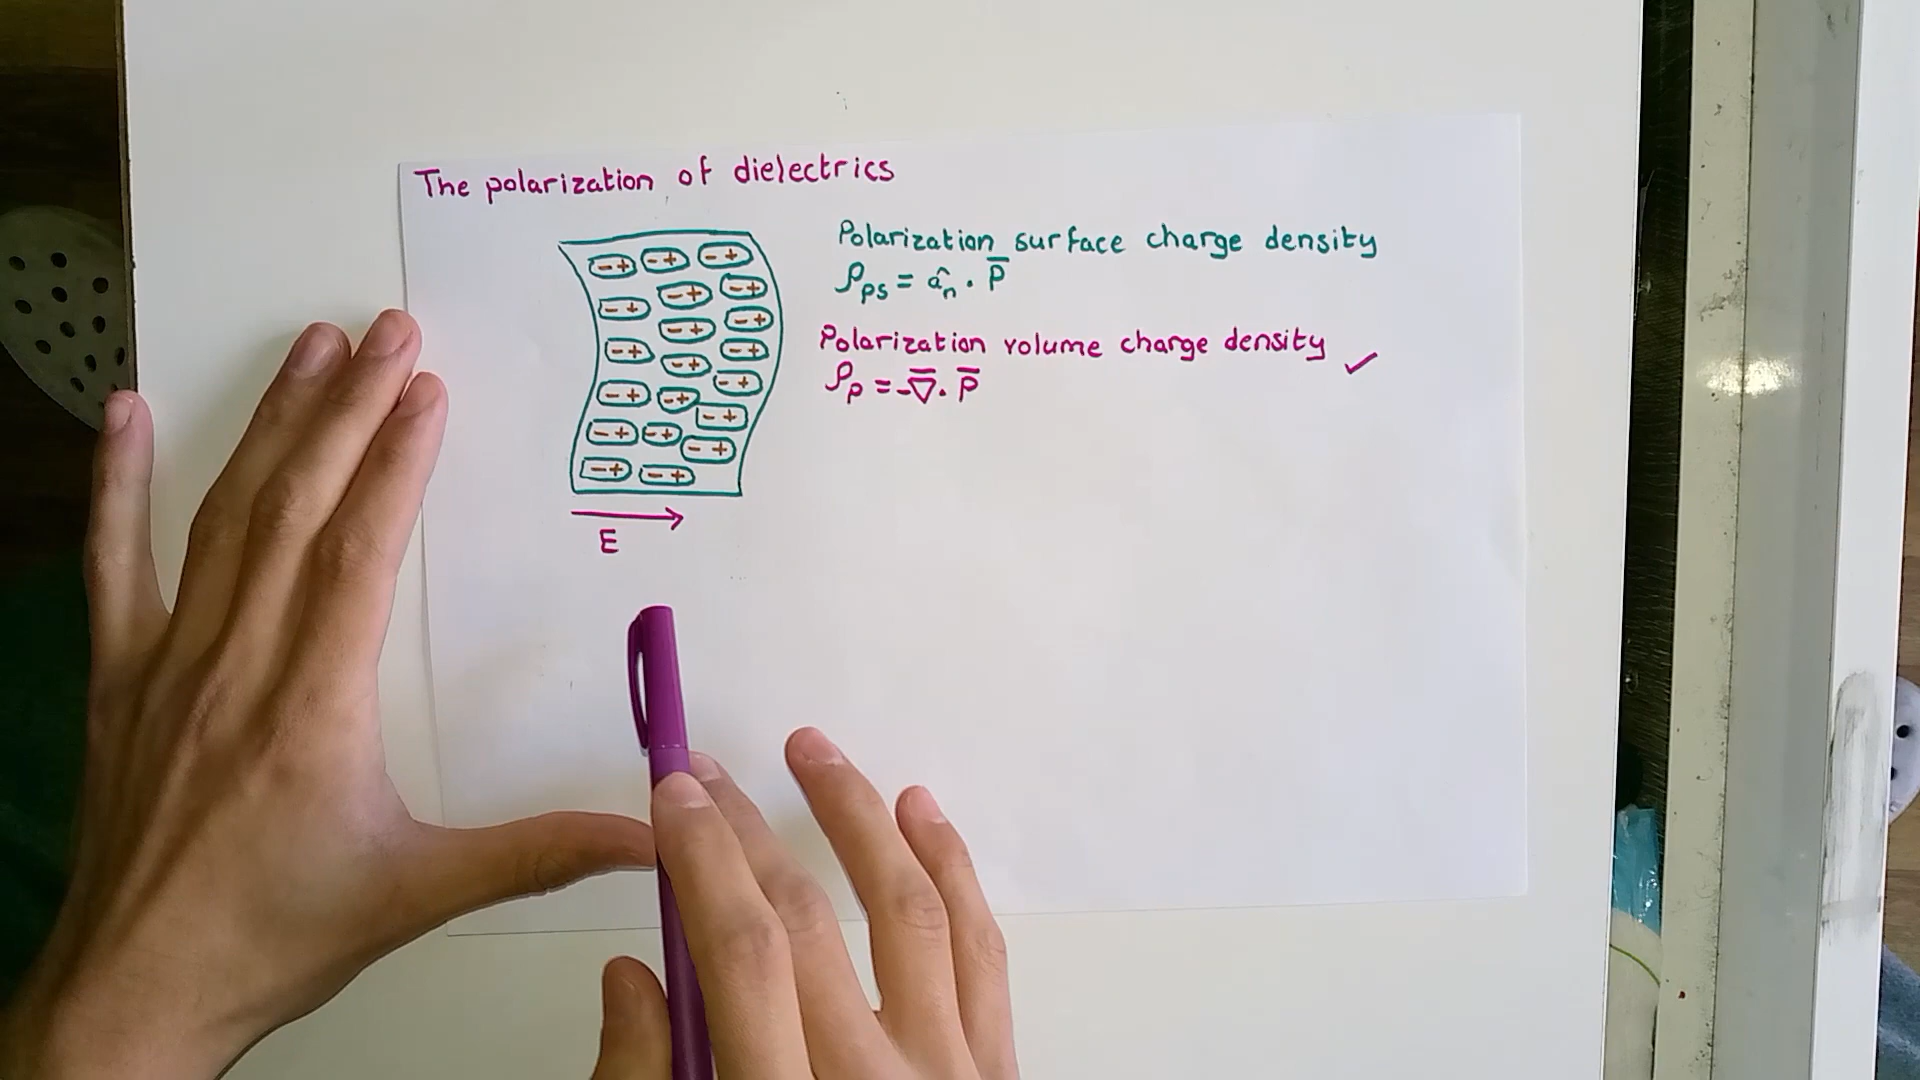 The polarization of dielectrics
Polarization surface charge density
ρps = âₙ . P̅
Polarization volume charge density ✓
ρp = -∇̅ . P̅
- + - + - +
- + - + - +
- + - + - +
- + - + - +
- + - + - +
- + - + - +
- + - +
E